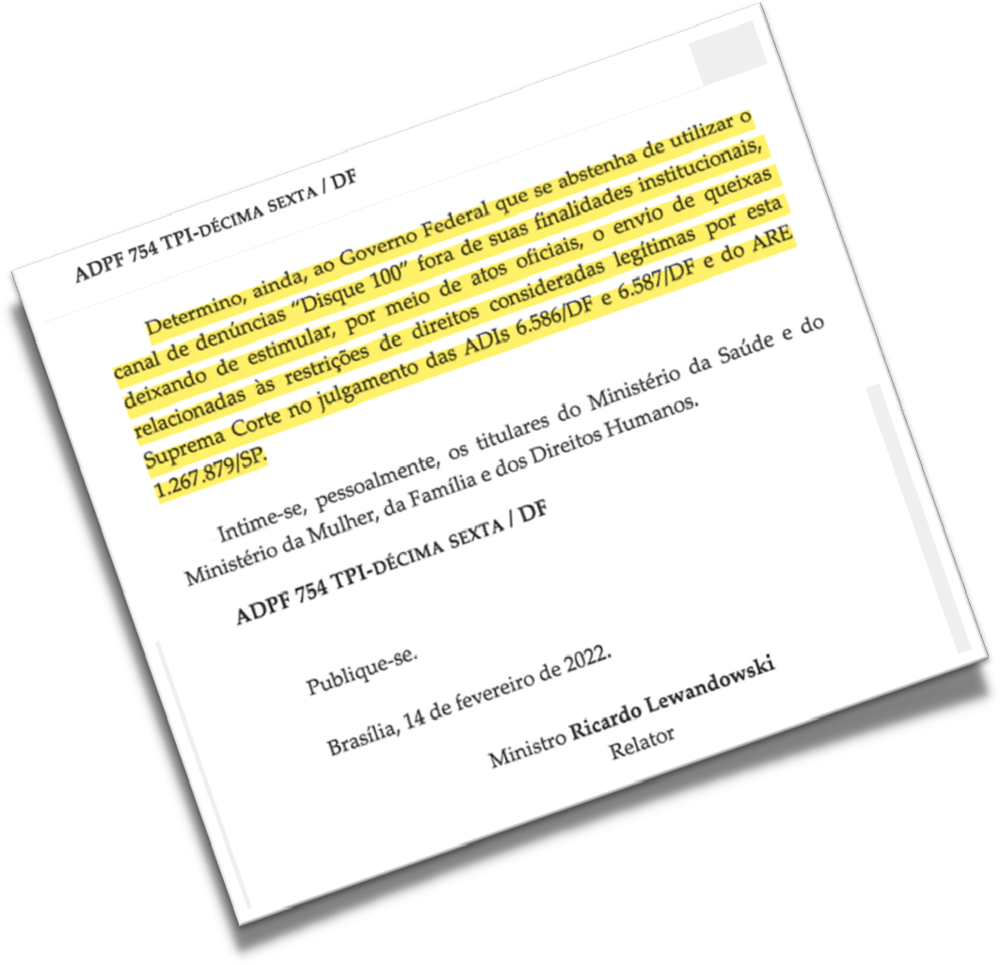 ADPF 754 TPI-DÉCIMA SEXTA / DF
Determino, ainda, ao Governo Federal que se abstenha de utilizar o
canal de denúncias “Disque 100” fora de suas finalidades institucionais,
deixando de estimular, por meio de atos oficiais, o envio de queixas
relacionadas às restrições de direitos consideradas legítimas por esta
Suprema Corte no julgamento das ADIs 6.586/DF e 6.587/DF e do ARE
1.267.879/SP.
Intime-se, pessoalmente, os titulares do Ministério da Saúde e do
Ministério da Mulher, da Família e dos Direitos Humanos.
ADPF 754 TPI-DÉCIMA SEXTA / DF
Publique-se.
Brasília, 14 de fevereiro de 2022.
Ministro Ricardo Lewandowski
Relator